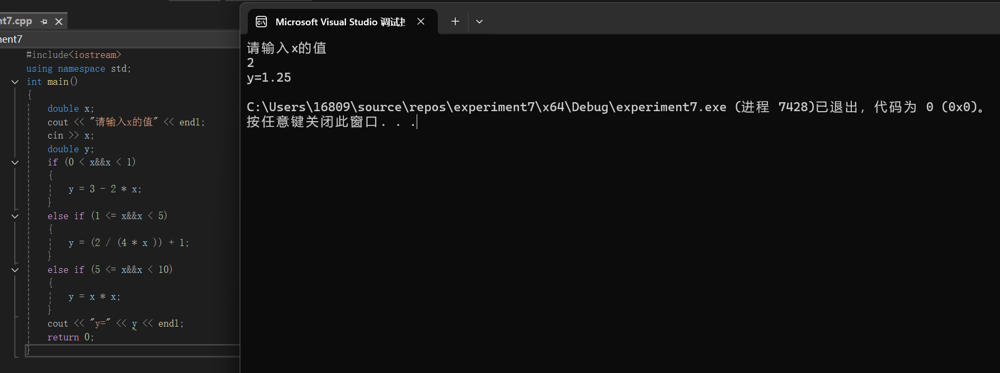 nt7.cpp
ment7
#include<iostream>
using namespace std;
int main()
{
double x;
cout << "请输入x的值" << endl;
cin >> x;
double y;
if (0 < x&&x < 1)
{
y = 3 - 2 * x;
}
else if (1 <= x&&x < 5)
{
y = (2 / (4 * x )) + 1;
}
else if (5 <= x&&x < 10)
{
y = x * x;
}
cout << "y=" << y << endl;
return 0;
}
Microsoft Visual Studio 调试
请输入x的值
2
y=1.25
C:\Users\16809\source\repos\experiment7\x64\Debug\experiment7.exe (进程 7428)已退出，代码为 0 (0x0)。
按任意键关闭此窗口. . .